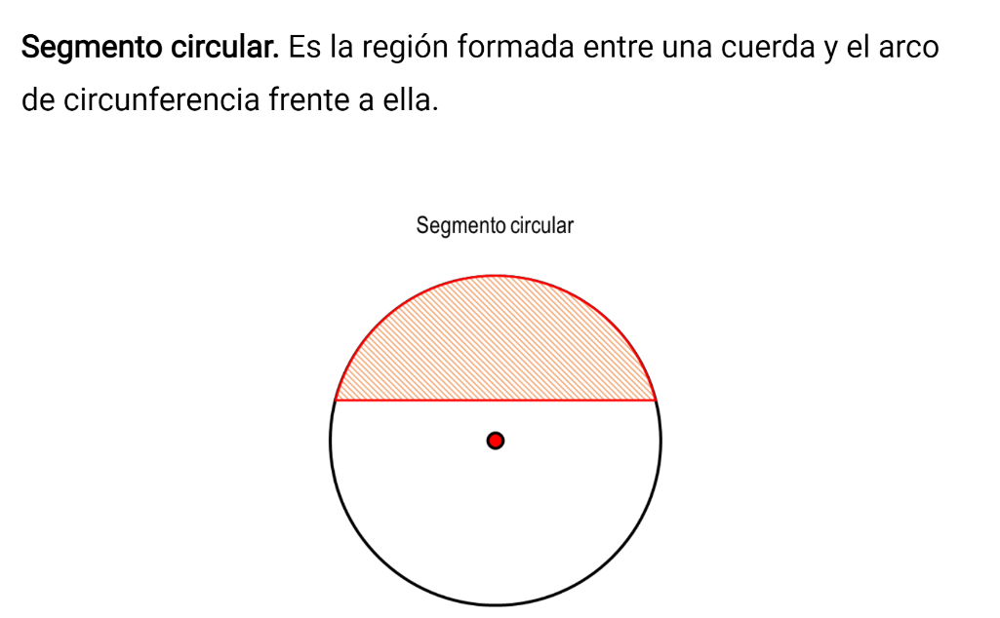 Segmento circular. Es la región formada entre una cuerda y el arco
de circunferencia frente a ella.
Segmento circular